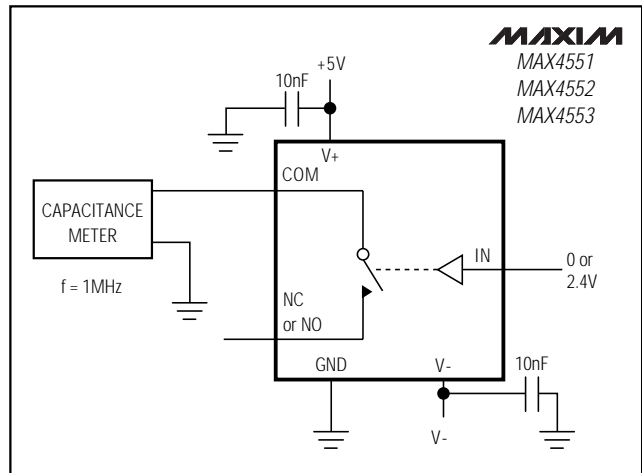 MAXIM
MAX4551
MAX4552
MAX4553
+5V
10nF
V+
COM
CAPACITANCE
METER
f = 1MHz
IN
0 or
2.4V
NC
or NO
GND
V-
10nF
V-